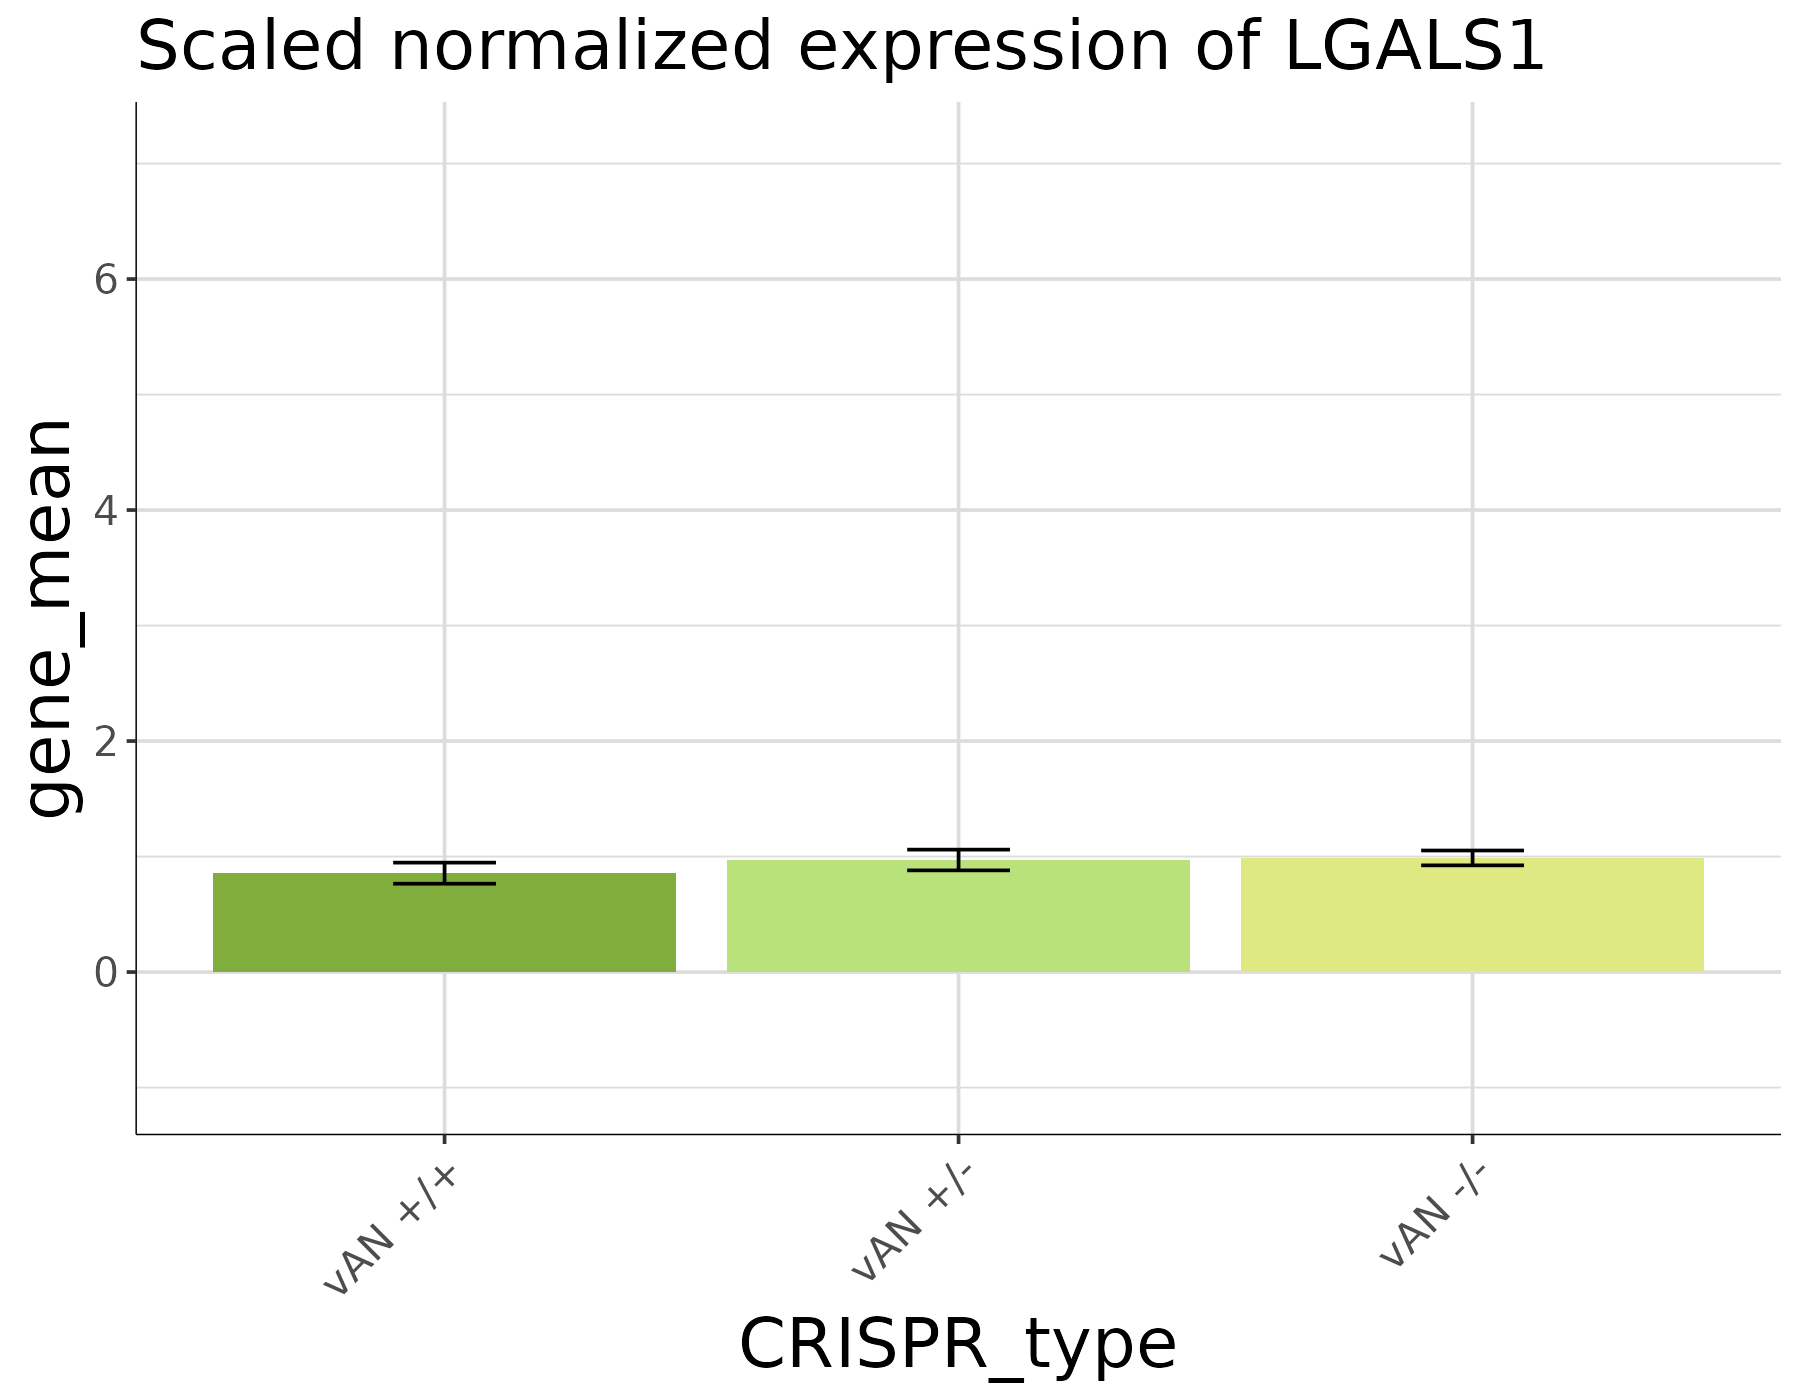 Scaled normalized expression of LGALS1
gene_mean
6
4
2
0
vAN +/+
vAN +/-
vAN -/-
CRISPR_type